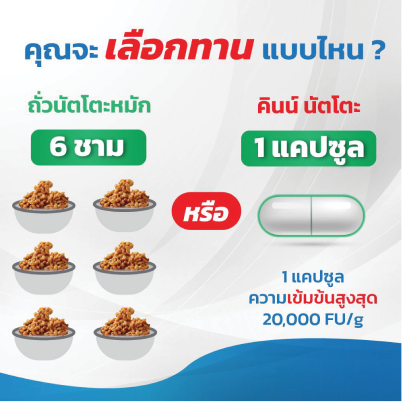 คุณจะ เลือกทาน แบบไหน ?
ถั่วนัตโตะหมัก
6 ชาม
หรือ
คินน์ นัตโตะ
1 แคปซูล
1 แคปซูล
ความเข้มข้นสูงสุด
20,000 FU/g